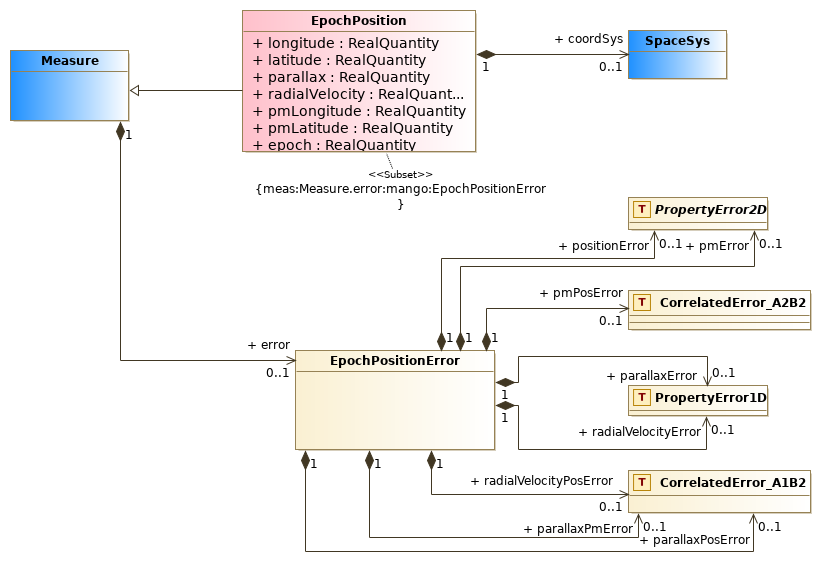 EpochPosition
+ longitude : RealQuantity
+ latitude : RealQuantity
+ parallax : RealQuantity
+ radialVelocity : RealQuant...
+ pmLongitude : RealQuantity
+ pmLatitude : RealQuantity
+ epoch : RealQuantity
Measure
1
+ coordSys
1
0..1
SpaceSys
<<Subset>>
{meas:Measure.error:mango:EpochPositionError
}
T PropertyError2D
+ positionError
0..1
+ pmError
0..1
+ pmPosError
0..1
T CorrelatedError_A2B2
1
1
1
+ error
0..1
EpochPositionError
1
1
+ parallaxError
0..1
T PropertyError1D
+ radialVelocityError
0..1
1
1
1
+ radialVelocityPosError
0..1
T CorrelatedError_A1B2
+ parallaxPmError
0..1
+ parallaxPosError
0..1